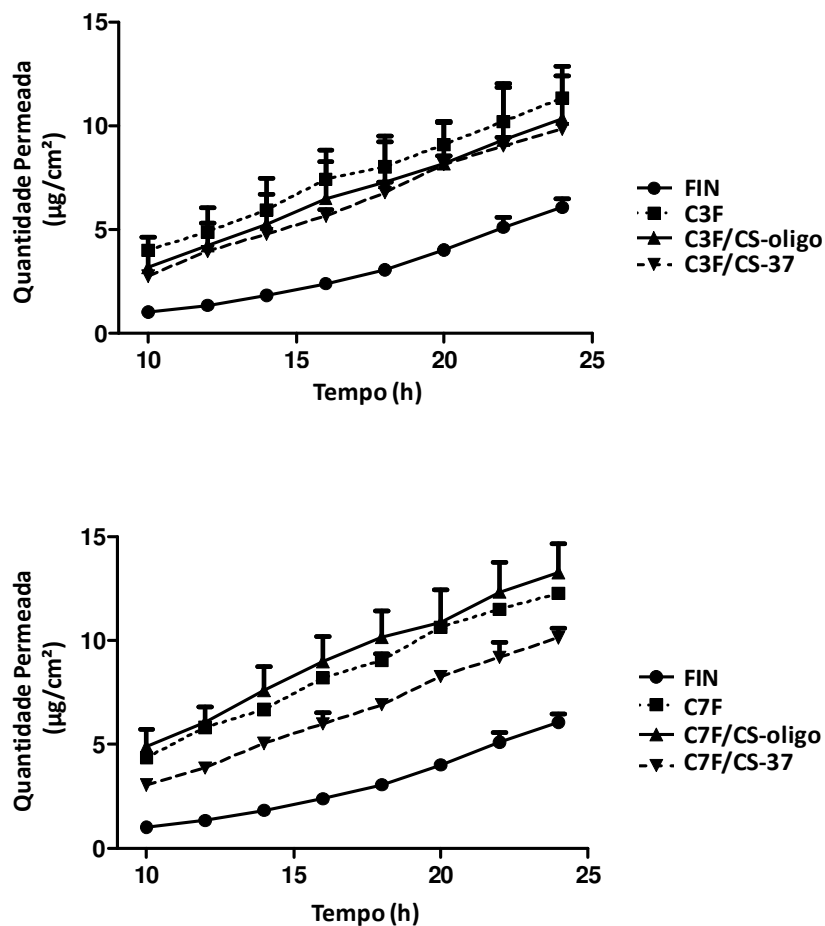 15
10
5
0
Quantidade Permeada
(µg/cm²)
10
15
20
25
Tempo (h)
FIN
C3F
C3F/CS-oligo
C3F/CS-37
15
10
5
0
Quantidade Permeada
(µg/cm²)
10
15
20
25
Tempo (h)
FIN
C7F
C7F/CS-oligo
C7F/CS-37